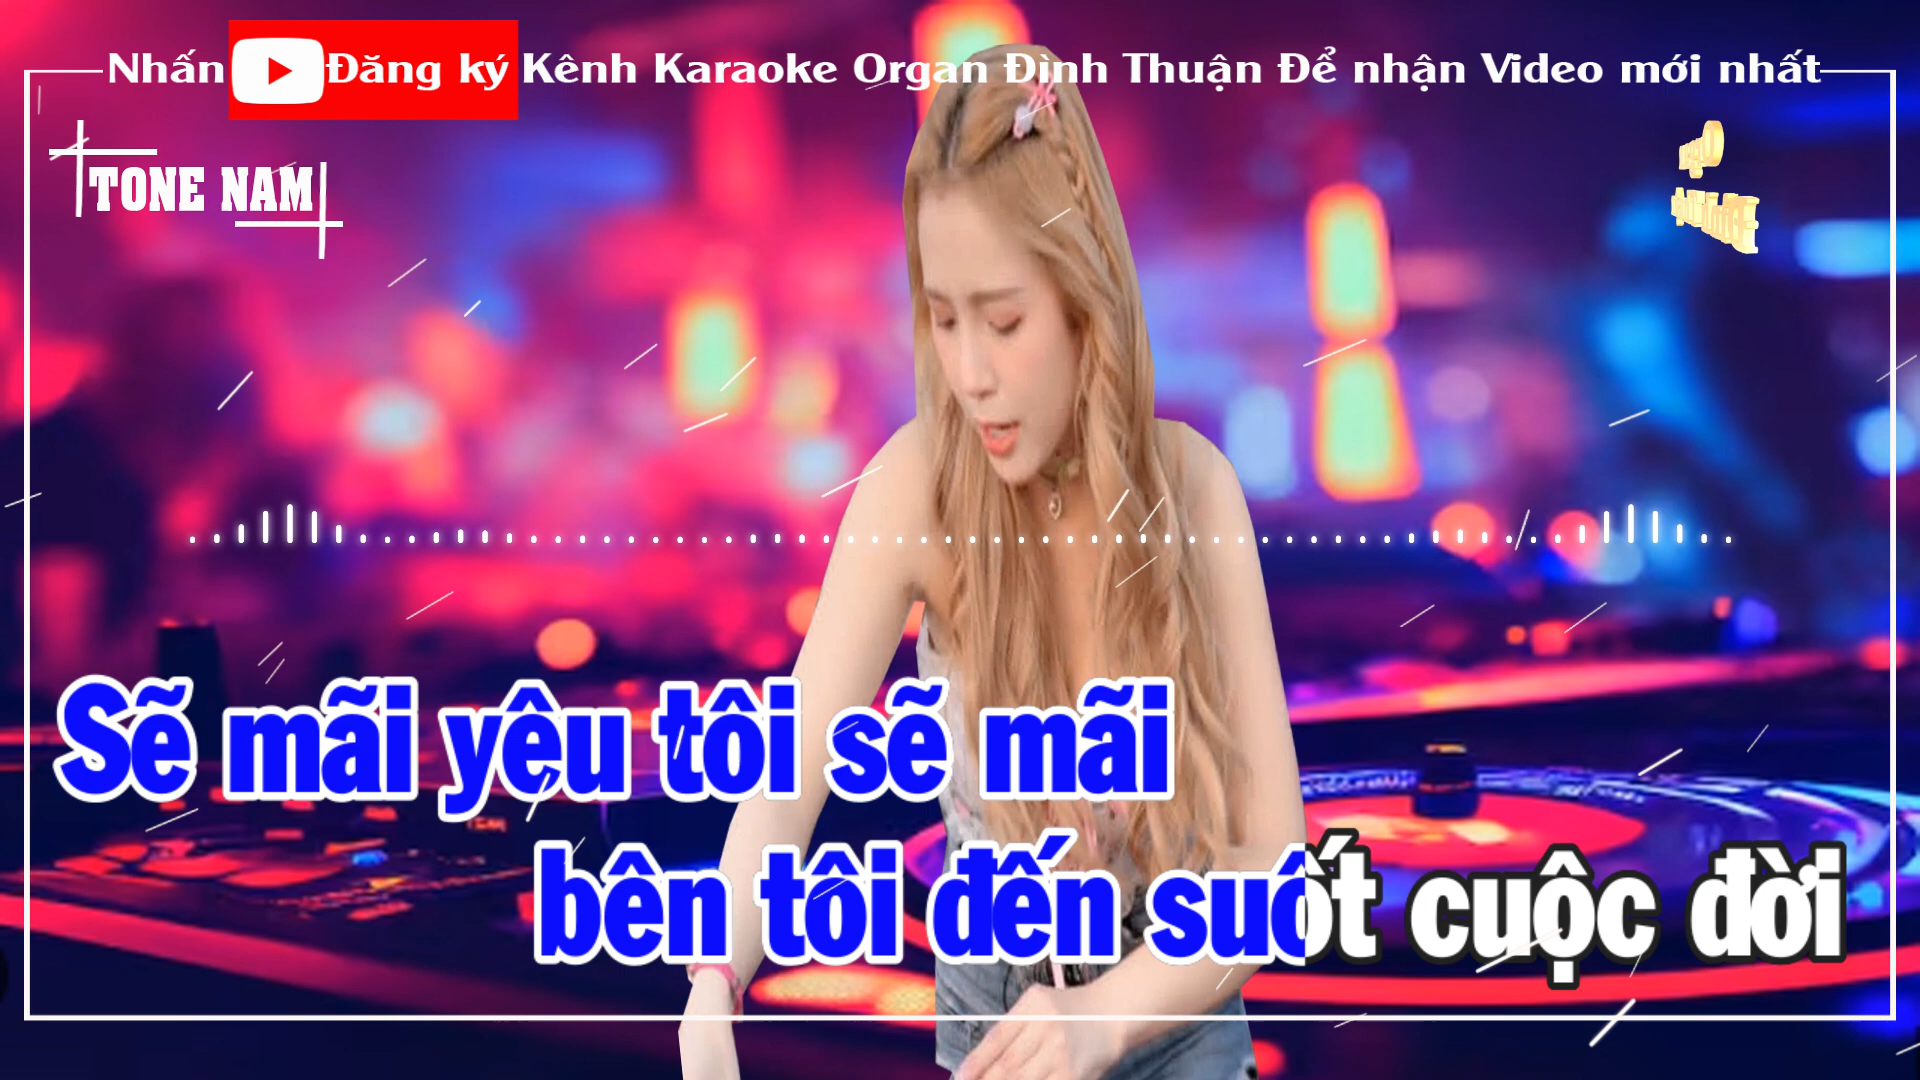 Nhấn Đăng ký Kênh Karaoke Organ Đình Thuận Để nhận Video mới nhất
TONE NAM
Sẽ mãi yêu tôi sẽ mãi
bên tôi đến suốt cuộc đời